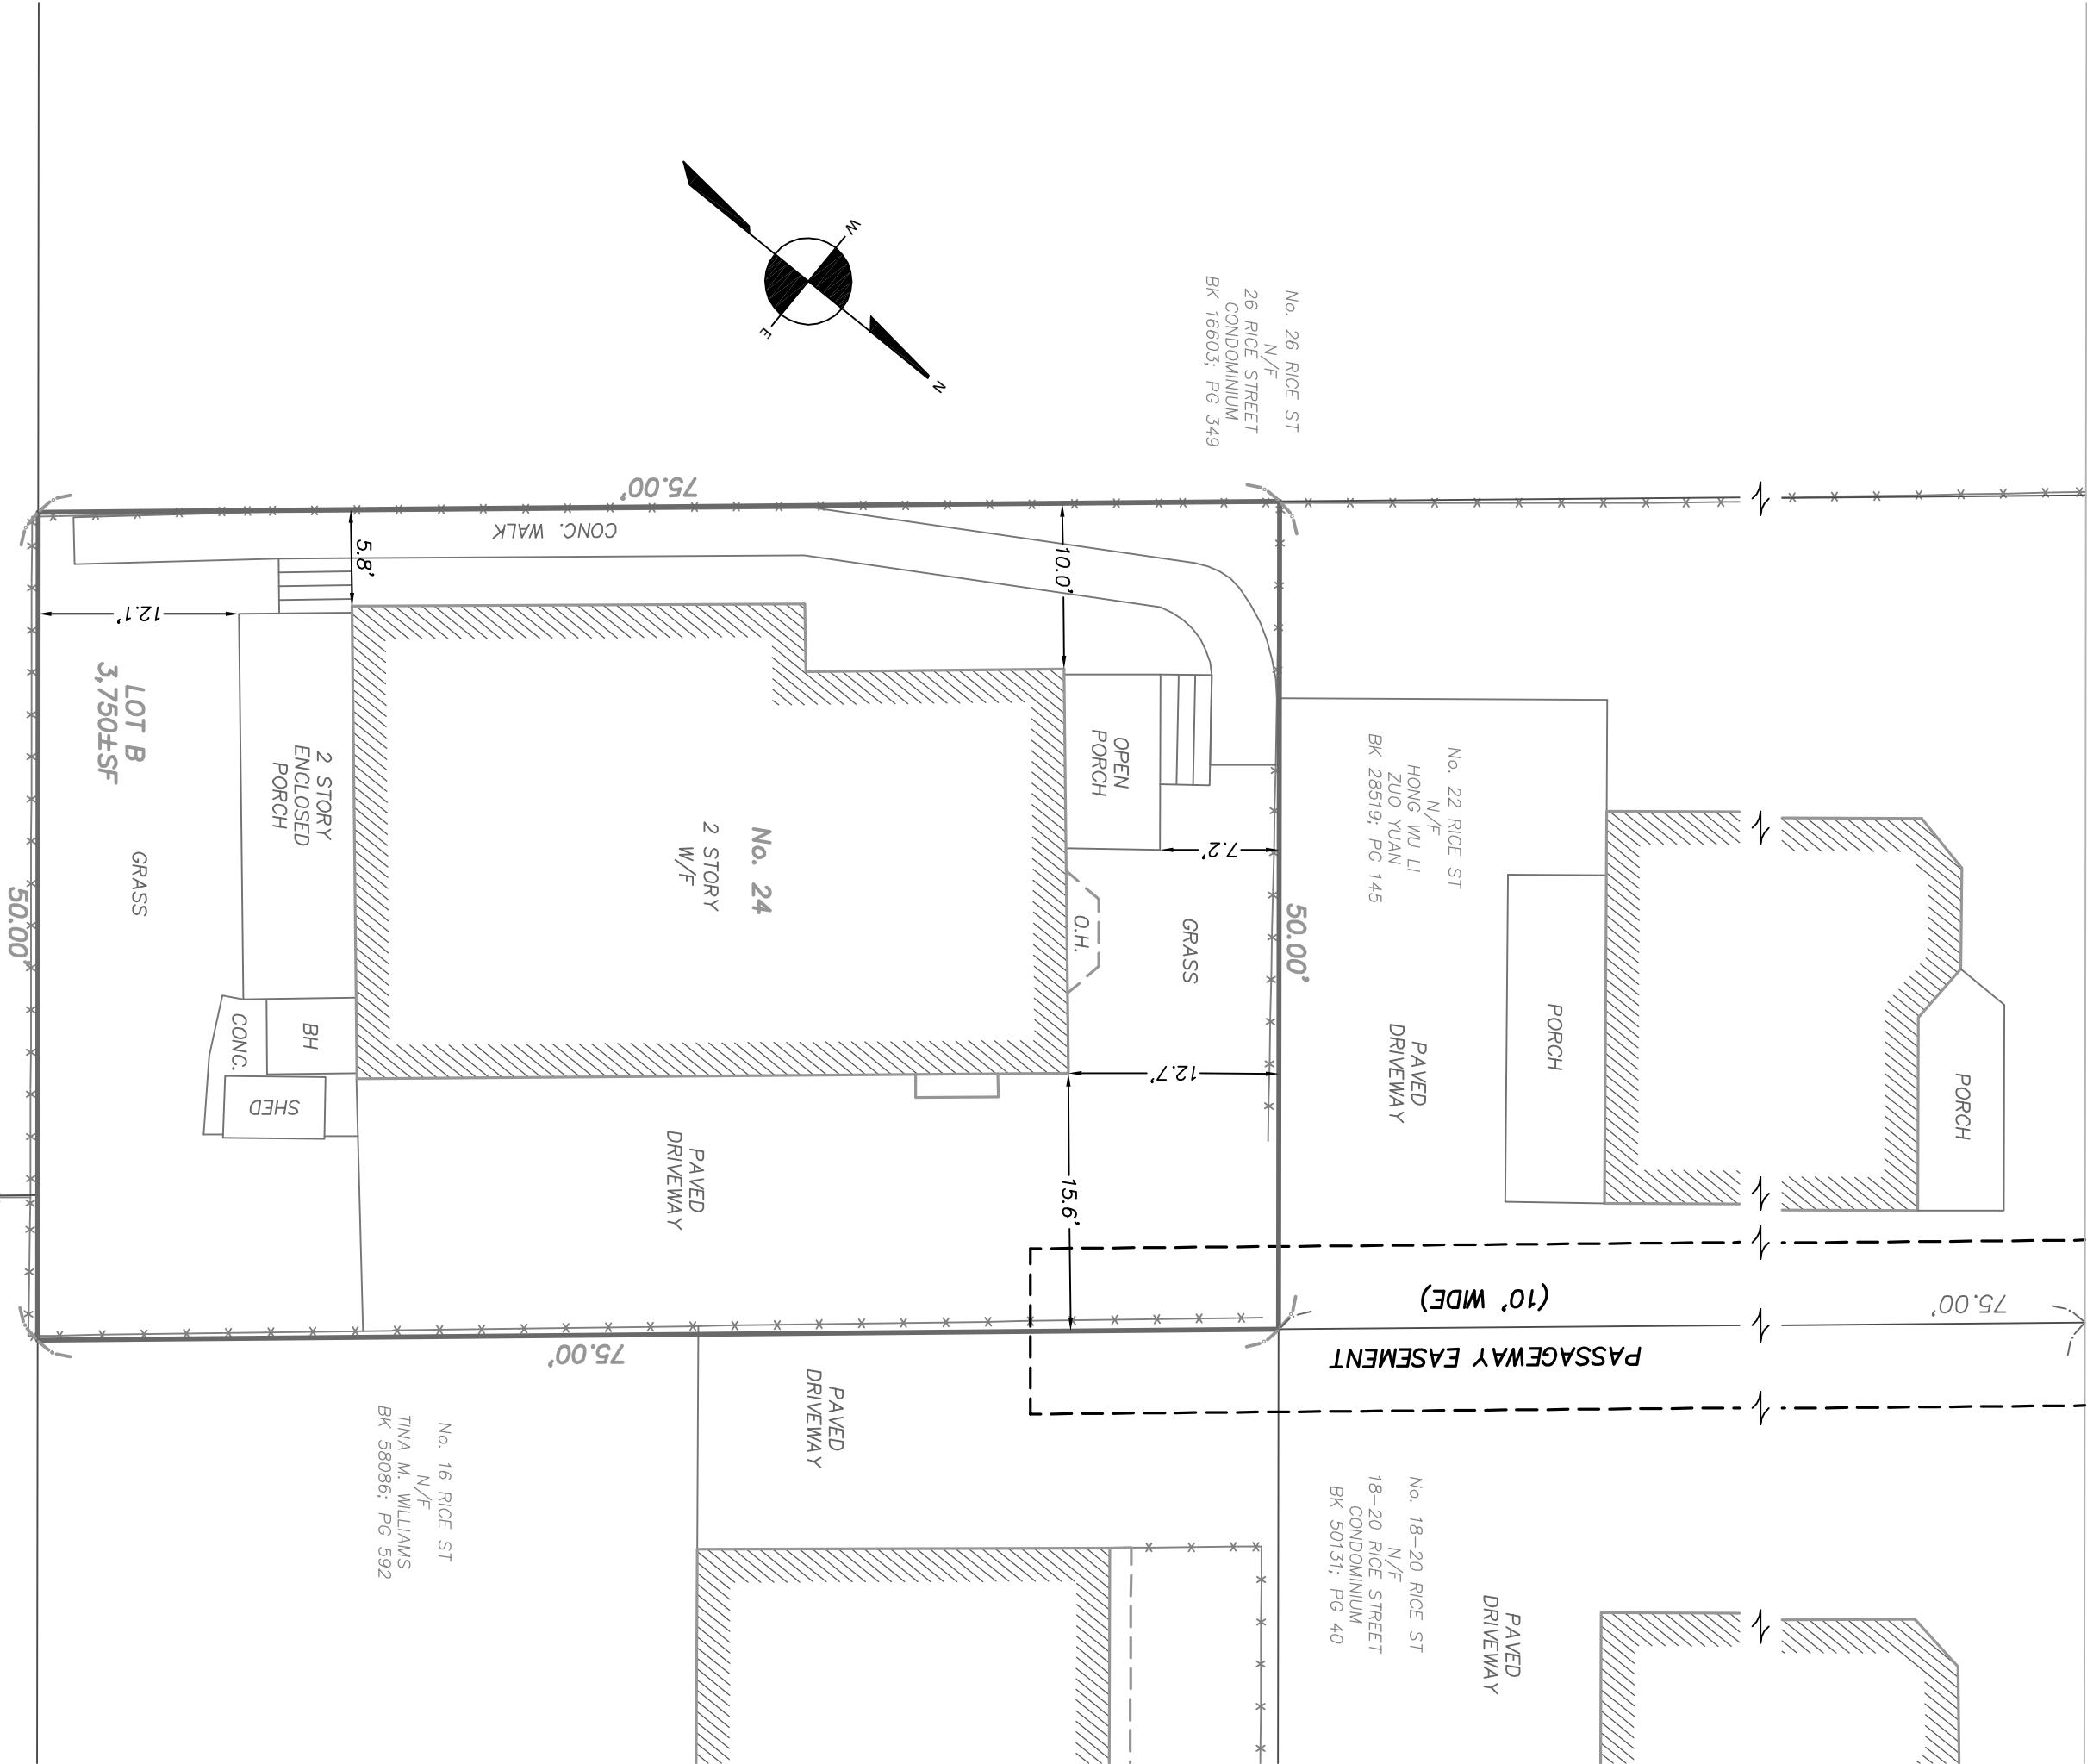 No. 26 RICE ST
N/F
26 RICE STREET
CONDOMINIUM
BK 16603; PG 349
W
E
N
75.00'
CONC. WALK
5.8'
10.0'
12.1'
LOT B
3,750±SF
GRASS
50.00'
2 STORY
ENCLOSED
PORCH
No. 24
2 STORY
W/F
OPEN
PORCH
O.H.
7.2'
GRASS
50.00'
12.7'
15.6'
BH
CONC.
SHED
PAVED
DRIVEWAY
75.00'
No. 22 RICE ST
N/F
HONG WU LI
ZUO YUAN
BK 28519; PG 145
PAVED
DRIVEWAY
PORCH
PORCH
PASSAGEWAY EASEMENT
(10' WIDE)
75.00'
PAVED
DRIVEWAY
No. 16 RICE ST
N/F
TINA M. WILLIAMS
BK 58086; PG 592
No. 18-20 RICE ST
N/F
18-20 RICE STREET
CONDOMINIUM
BK 50131; PG 40
PAVED
DRIVEWAY